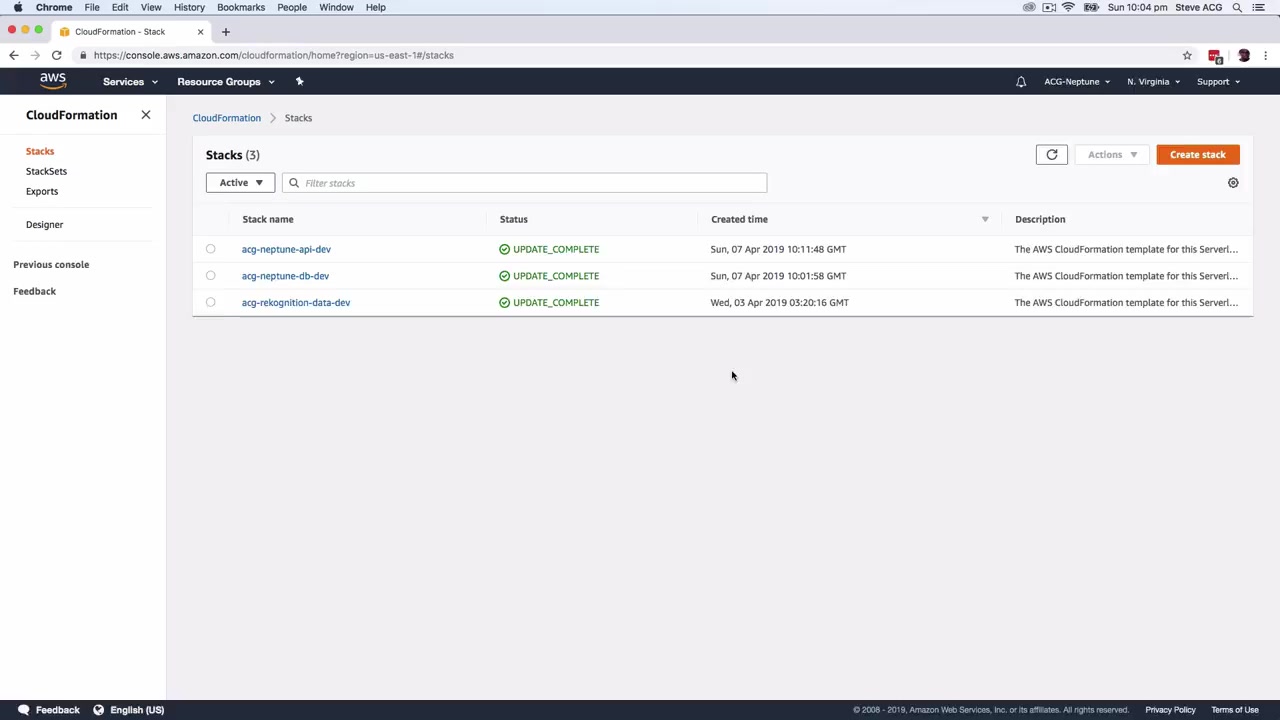 Chrome File Edit View History Bookmarks People Window Help Sun 10:04 pm Steve ACG
CloudFormation - Stack
https://console.aws.amazon.com/cloudformation/home?region=us-east-1#/stacks
6
aws Services Resource Groups ACG-Neptune N. Virginia Support
CloudFormation
Stacks
StackSets
Exports
Designer
Previous console
Feedback
CloudFormation Stacks
Stacks (3)
Actions
Create stack
Active
Filter stacks
Stack name Status Created time Description
acg-neptune-api-dev UPDATE_COMPLETE Sun, 07 Apr 2019 10:11:48 GMT The AWS CloudFormation template for this Serverl...
acg-neptune-db-dev UPDATE_COMPLETE Sun, 07 Apr 2019 10:01:58 GMT The AWS CloudFormation template for this Serverl...
acg-rekognition-data-dev UPDATE_COMPLETE Wed, 03 Apr 2019 03:20:16 GMT The AWS CloudFormation template for this Serverl...
Feedback English (US) © 2008 - 2019, Amazon Web Services, Inc. or its affiliates. All rights reserved. Privacy Policy Terms of Use